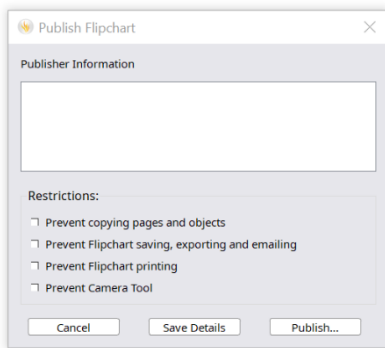 Publish Flipchart
Publisher Information
Restrictions:
Prevent copying pages and objects
Prevent Flipchart saving, exporting and emailing
Prevent Flipchart printing
Prevent Camera Tool
Cancel Save Details Publish...